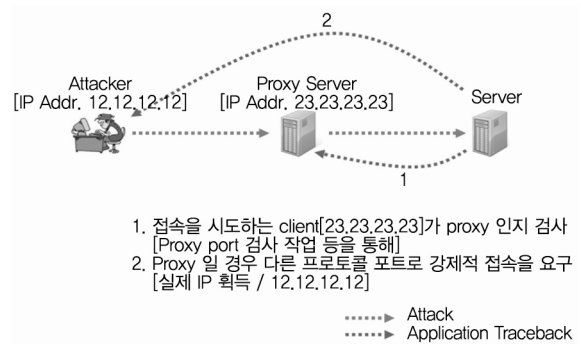 2
Attacker
[IP Addr. 12.12.12.12]
Proxy Server
[IP Addr. 23.23.23.23]
Server
1
1. 접속을 시도하는 client[23.23.23.23]가 proxy 인지 검사
[Proxy port 검사 작업 등을 통해]
2. Proxy 일 경우 다른 프로토콜 포트로 강제적 접속을 요구
[실제 IP 획득 / 12.12.12.12]
Attack
Application Traceback